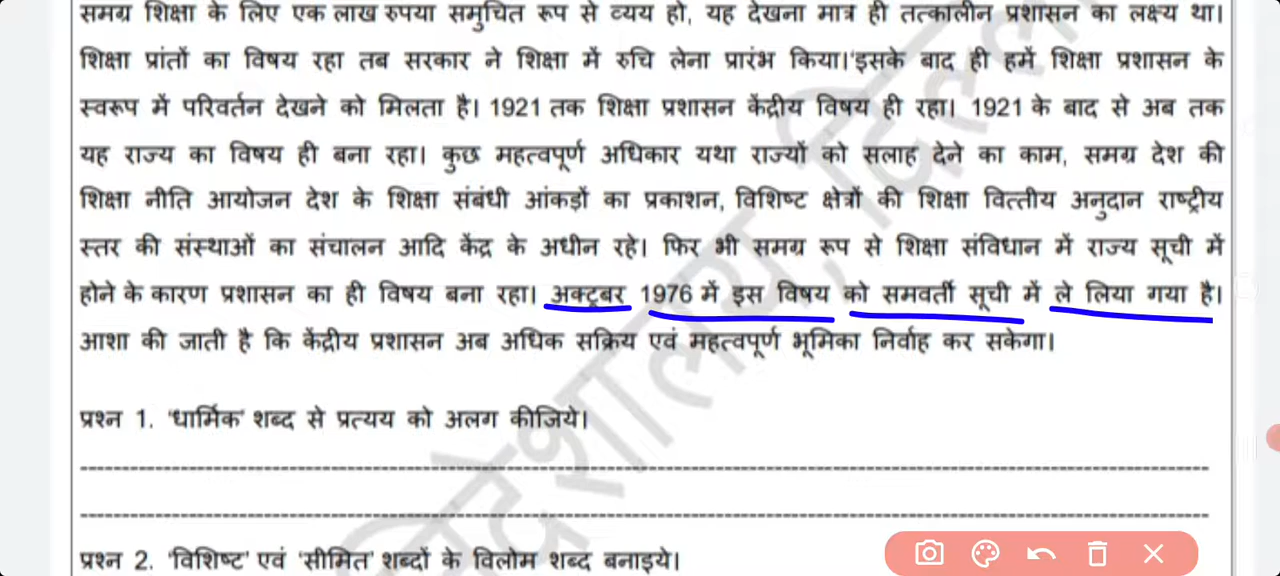 समग्र शिक्षा के लिए एक लाख रुपया समुचित रूप से व्यय हो, यह देखना मात्र ही तत्कालीन प्रशासन का लक्ष्य था।
शिक्षा प्रांतों का विषय रहा तब सरकार ने शिक्षा में रुचि लेना प्रारंभ किया। इसके बाद ही हमें शिक्षा प्रशासन के
स्वरूप में परिवर्तन देखने को मिलता है। 1921 तक शिक्षा प्रशासन केंद्रीय विषय ही रहा। 1921 के बाद से अब तक
यह राज्य का विषय ही बना रहा। कुछ महत्वपूर्ण अधिकार यथा राज्यों को सलाह देने का काम, समग्र देश की
शिक्षा नीति आयोजन देश के शिक्षा संबंधी आंकड़ों का प्रकाशन, विशिष्ट क्षेत्रों की शिक्षा वित्तीय अनुदान राष्ट्रीय
स्तर की संस्थाओं का संचालन आदि केंद्र के अधीन रहे। फिर भी समग्र रूप से शिक्षा संविधान में राज्य सूची में
होने के कारण प्रशासन का ही विषय बना रहा। अक्टूबर 1976 में इस विषय को समवर्ती सूची में ले लिया गया है।
आशा की जाती है कि केंद्रीय प्रशासन अब अधिक सक्रिय एवं महत्वपूर्ण भूमिका निर्वाह कर सकेगा।
प्रश्न 1. 'धार्मिक' शब्द से प्रत्यय को अलग कीजिये।
प्रश्न 2. 'विशिष्ट' एवं 'सीमित' शब्दों के विलोम शब्द बनाइये।